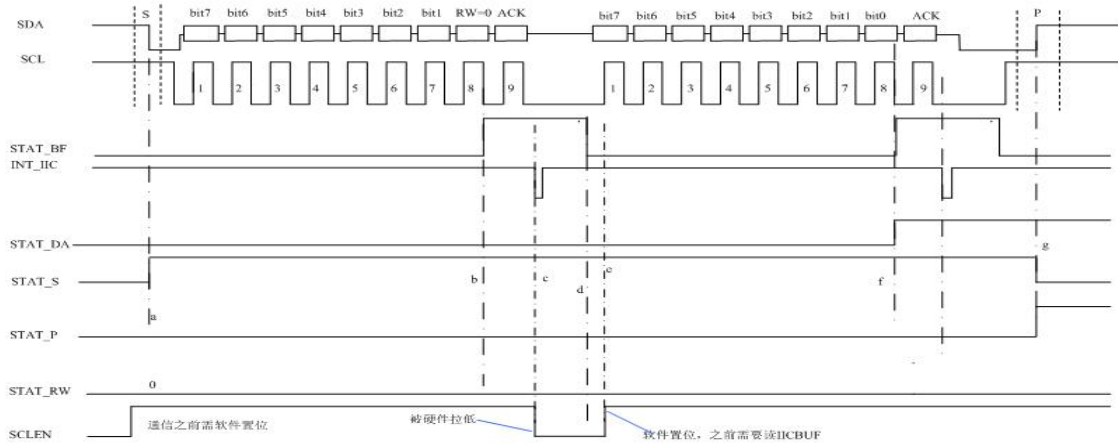 S bit7 bit6 bit5 bit4 bit3 bit2 bit1 RW=0 ACK bit7 bit6 bit5 bit4 bit3 bit2 bit1 bit0 ACK P
SDA
SCL
1 2 3 4 5 6 7 8 9 1 2 3 4 5 6 7 8 9
STAT_BF
INT_IIC
STAT_DA
g
STAT_S
b c d e f
a
STAT_P
STAT_RW
0
SCLEN
通信之前需软件置位
被硬件拉低
软件置位，之前需要读IICBUF